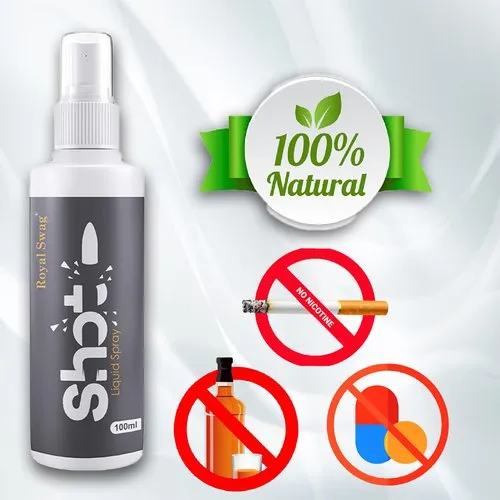 Royal Swag®
Shot
Liquid Spray
100ml
100%
Natural
NO NICOTINE